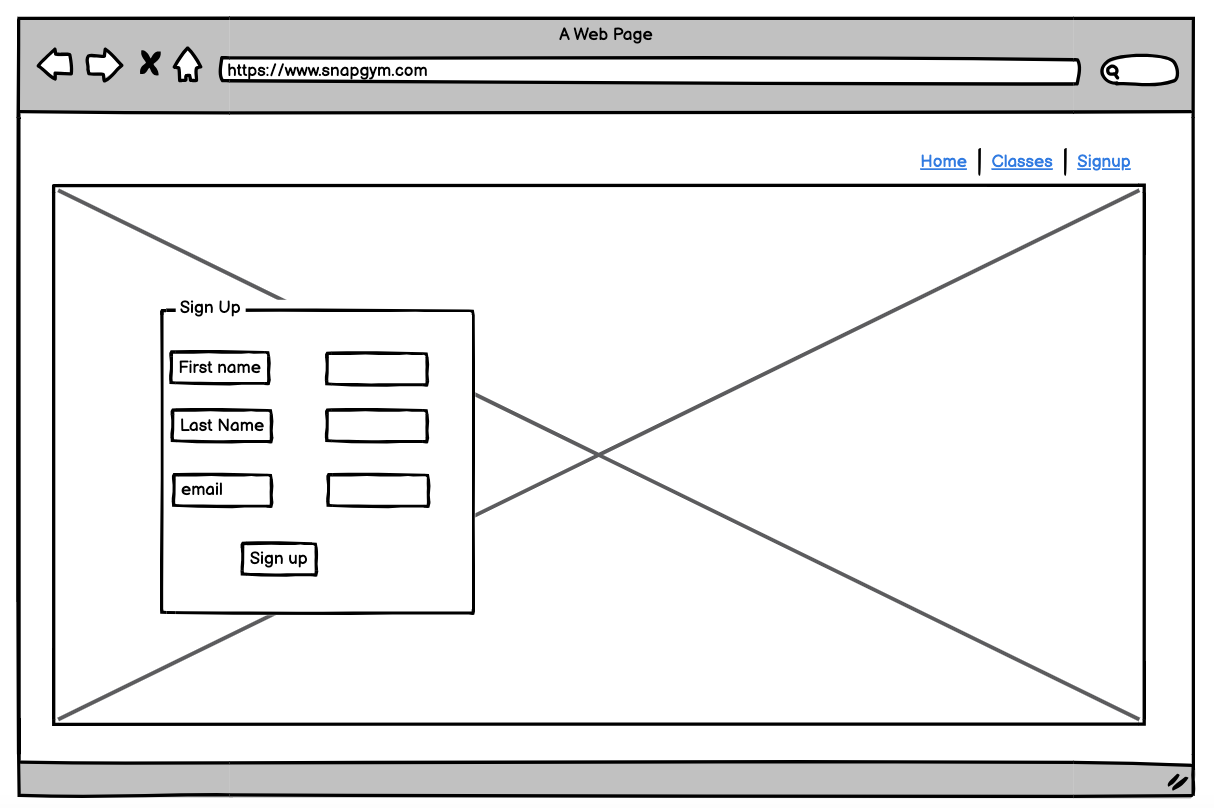 A Web Page
https://www.snapgym.com
Home Classes Signup
Sign Up
First name
Last Name
email
Sign up